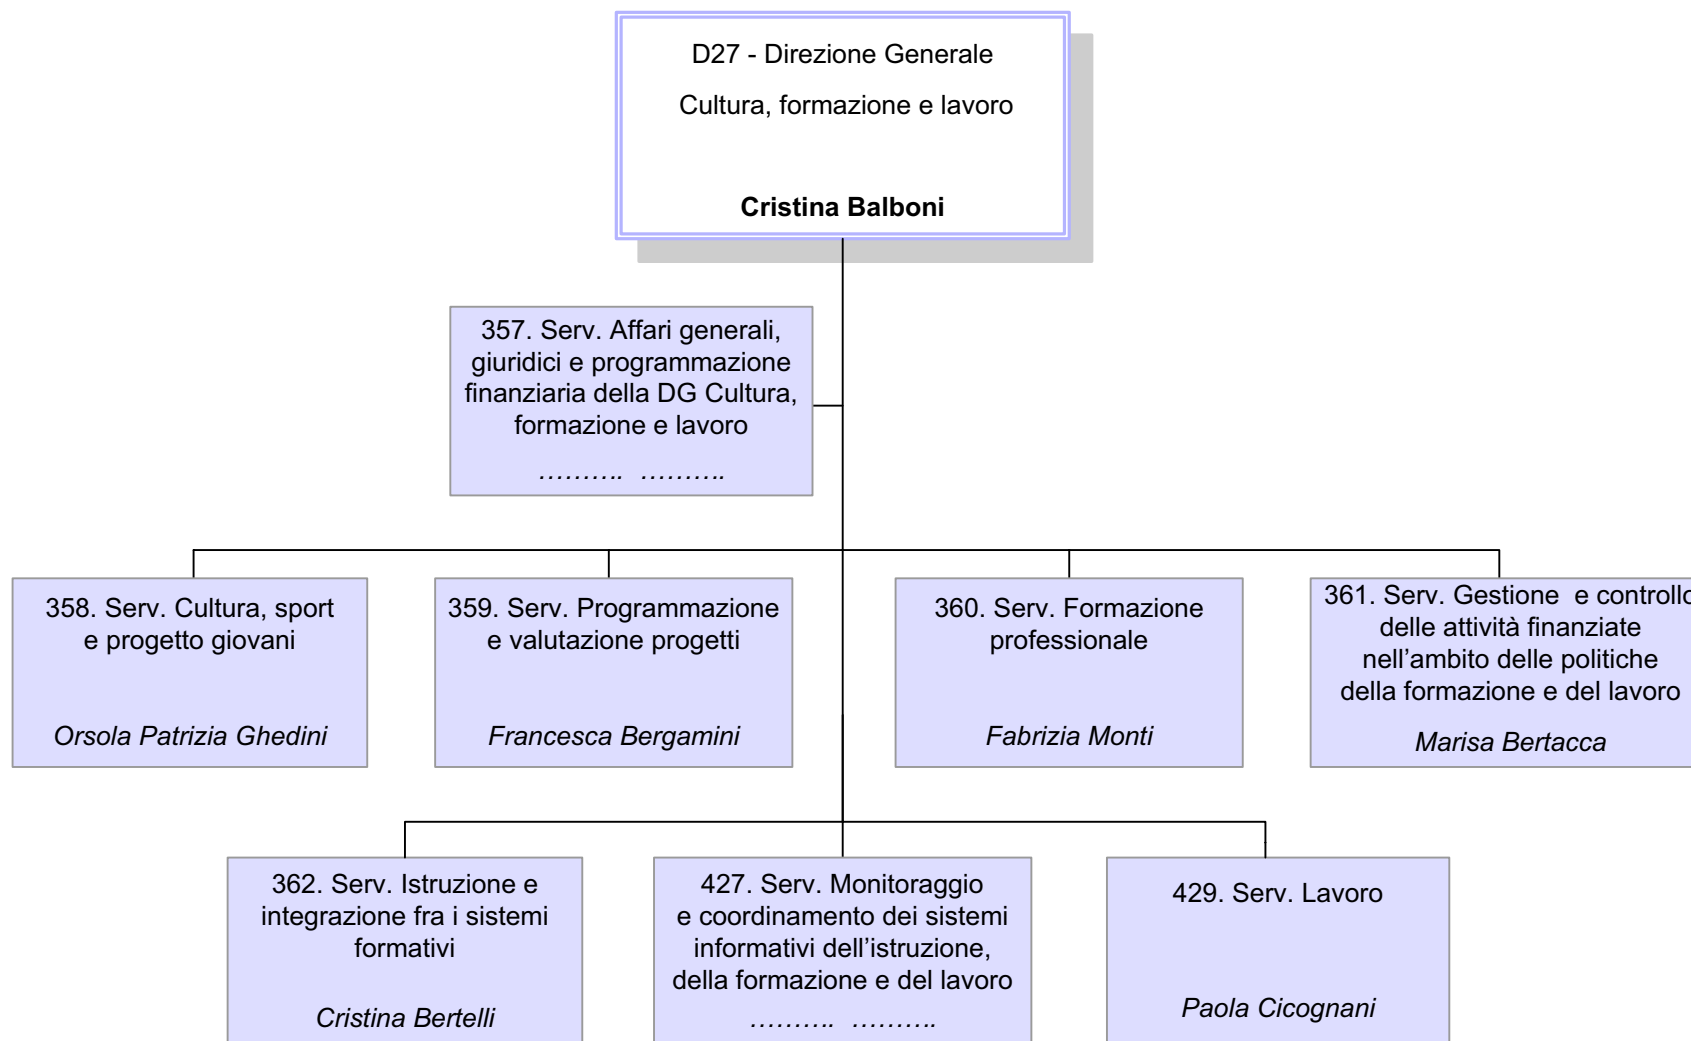 D27 - Direzione Generale
Cultura, formazione e lavoro
Cristina Balboni
357. Serv. Affari generali,
giuridici e programmazione
finanziaria della DG Cultura,
formazione e lavoro
………. ……….
358. Serv. Cultura, sport
e progetto giovani
Orsola Patrizia Ghedini
359. Serv. Programmazione
e valutazione progetti
Francesca Bergamini
360. Serv. Formazione
professionale
Fabrizia Monti
361. Serv. Gestione e controllo
delle attività finanziate
nell’ambito delle politiche
della formazione e del lavoro
Marisa Bertacca
362. Serv. Istruzione e
integrazione fra i sistemi
formativi
Cristina Bertelli
427. Serv. Monitoraggio
e coordinamento dei sistemi
informativi dell’istruzione,
della formazione e del lavoro
………. ……….
429. Serv. Lavoro
Paola Cicognani